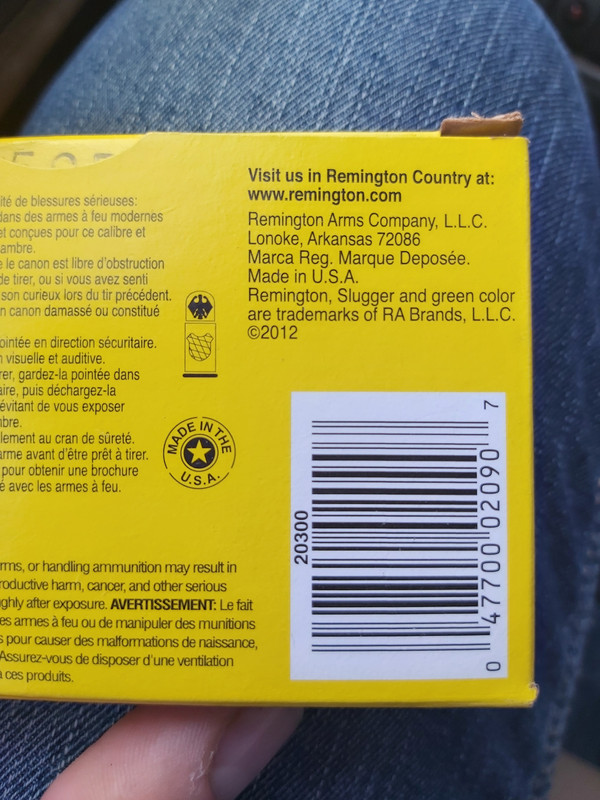 ité de blessures sérieuses:
dans des armes à feu modernes
et conçues pour ce calibre et
ambre.
e le canon est libre d'obstruction
de tirer, ou si vous avez senti
son curieux lors du tir précédent.
n canon damassé ou constitué
ointée en direction sécuritaire.
n visuelle et auditive.
rer, gardez-la pointée dans
aire, puis déchargez-la
évitant de vous exposer
mbre.
lement au cran de sûreté.
arme avant d'être prêt à tirer.
pour obtenir une brochure
é avec les armes à feu.
MADE IN THE
U.S.A.
rms, or handling ammunition may result in
roductive harm, cancer, and other serious
ghly after exposure. AVERTISSEMENT: Le fait
es armes à feu ou de manipuler des munitions
s pour causer des malformations de naissance,
Assurez-vous de disposer d'une ventilation
à ces produits.
Visit us in Remington Country at:
www.remington.com
Remington Arms Company, L.L.C.
Lonoke, Arkansas 72086
Marca Reg. Marque Deposée.
Made in U.S.A.
Remington, Slugger and green color
are trademarks of RA Brands, L.L.C.
©2012
20300
0 47700 02090 7